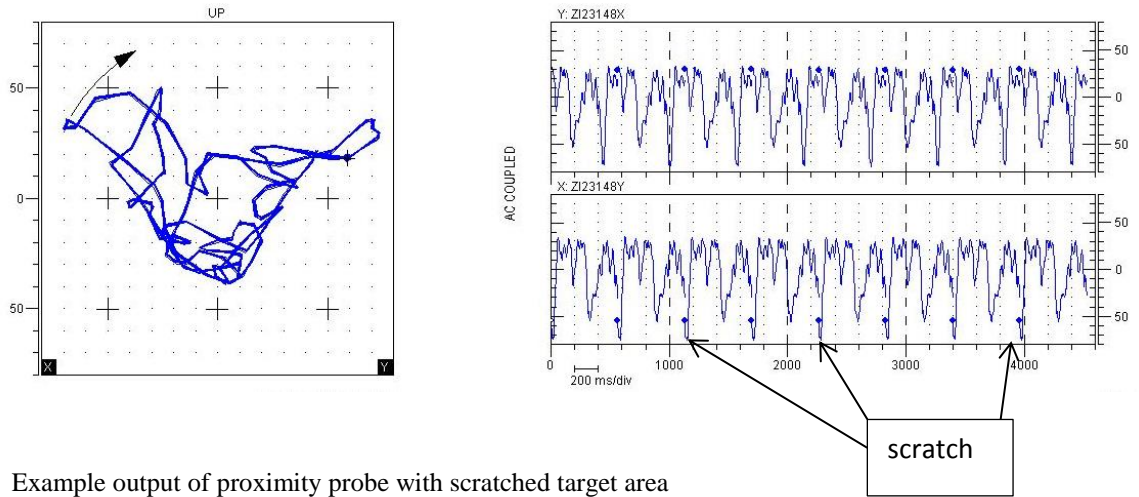 UP
50
0
50
X
Y
Y: ZI23148X
50
0
50
AC COUPLED
X: ZI23148Y
50
0
50
0 1000 2000 3000 4000
200 ms/div
scratch
Example output of proximity probe with scratched target area